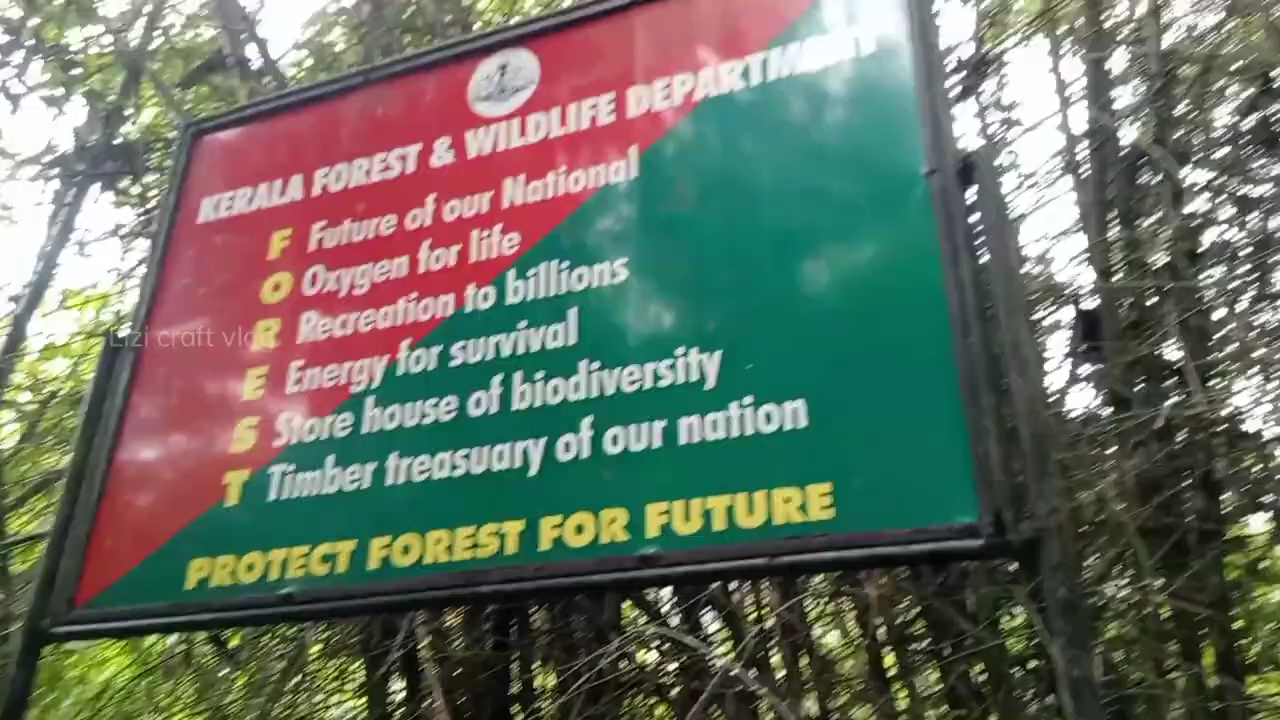 KERALA FOREST & WILDLIFE DEPARTMENT
F Future of our National
O Oxygen for life
R Recreation to billions
E Energy for survival
S Store house of biodiversity
T Timber treasuary of our nation
PROTECT FOREST FOR FUTURE
Lizi craft vlog